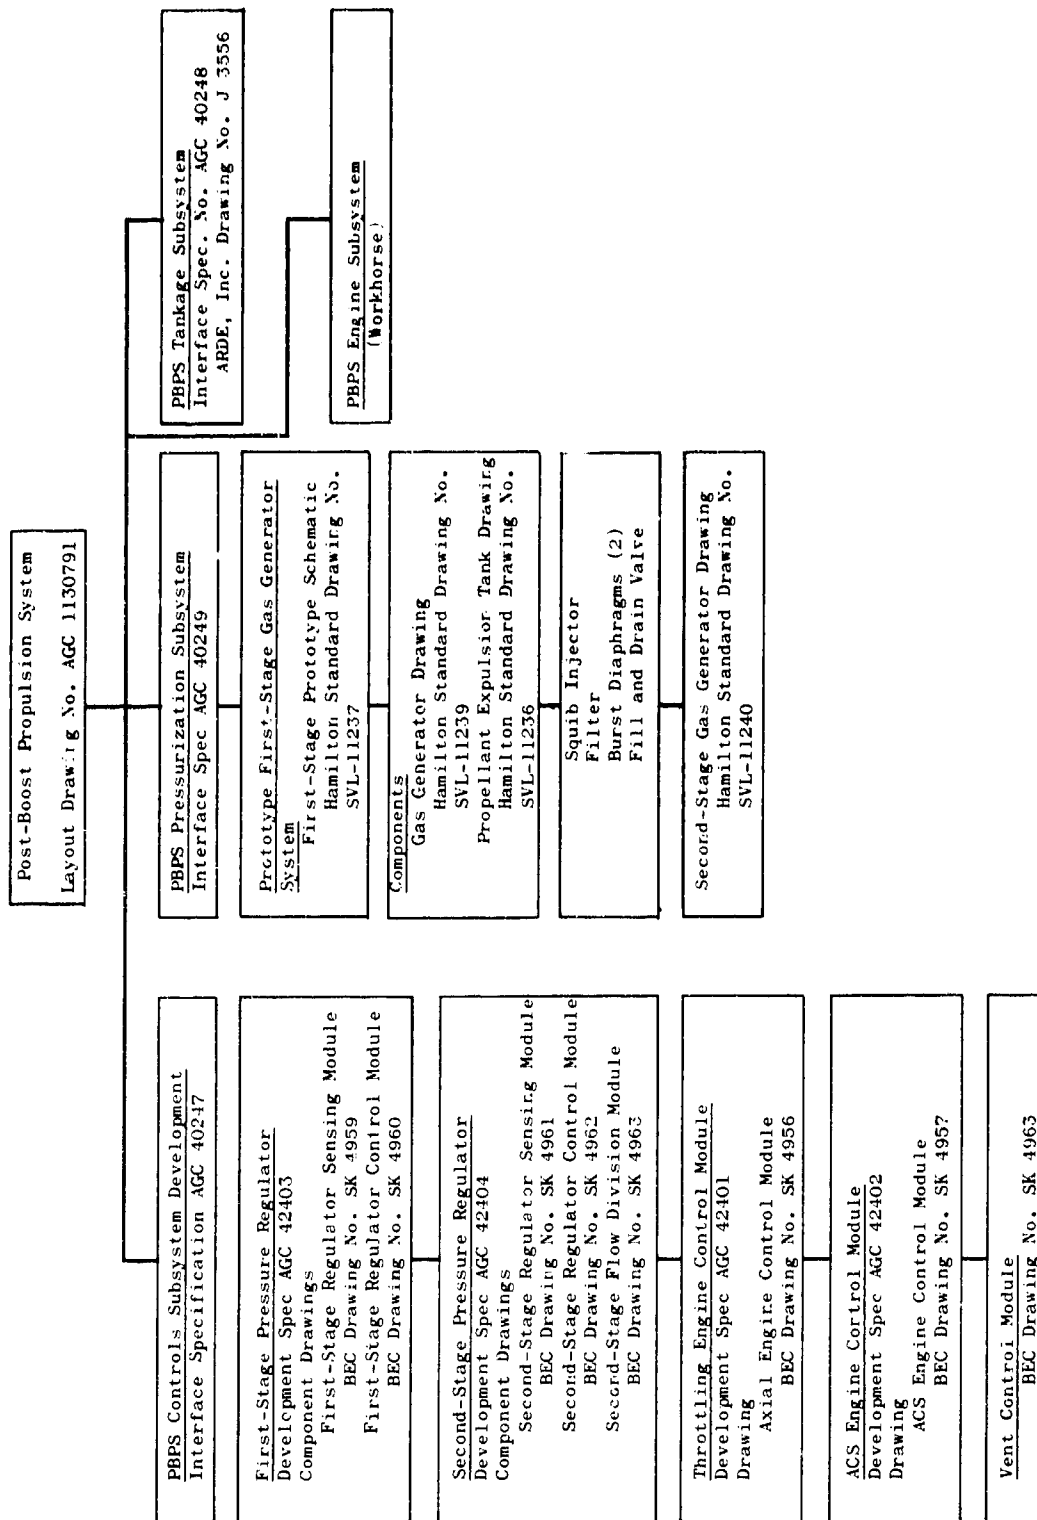 Post-Boost Propulsion System
Layout Drawing No. AGC 1130791
PBPS Controls Subsystem Development
Interface Specification AGC 40247
First-Stage Pressure Regulator
Development Spec AGC 42403
Component Drawings
First-Stage Regulator Sensing Module
BEC Drawing No. SK 4959
First-Stage Regulator Control Module
BEC Drawing No. SK 4960
Second-Stage Pressure Regulator
Development Spec AGC 42404
Component Drawings
Second-Stage Regulator Sensing Module
BEC Drawing No. SK 4961
Second-Stage Regulator Control Module
BEC Drawing No. SK 4962
Second-Stage Flow Division Module
BEC Drawing No. SK 4963
Throttling Engine Control Module
Development Spec AGC 42401
Drawing
Axial Engine Control Module
BEC Drawing No. SK 4956
ACS Engine Control Module
Development Spec AGC 42402
Drawing
ACS Engine Control Module
BEC Drawing No. SK 4957
Vent Control Module
BEC Drawing No. SK 4963
PBPS Pressurization Subsystem
Interface Spec AGC 40249
Prototype First-Stage Gas Generator
System
First-Stage Prototype Schematic
Hamilton Standard Drawing No.
SVL-11237
Components
Gas Generator Drawing
Hamilton Standard Drawing No.
SVL-11239
Propellant Expulsion Tank Drawing
Hamilton Standard Drawing No.
SVL-11236
Squib Injector
Filter
Burst Diaphragms (2)
Fill and Drain Valve
Second-Stage Gas Generator Drawing
Hamilton Standard Drawing No.
SVL-11240
PBPS Tankage Subsystem
Interface Spec. No. AGC 40248
ARDE, Inc. Drawing No. J 3556
PBPS Engine Subsystem
(Workhorse)